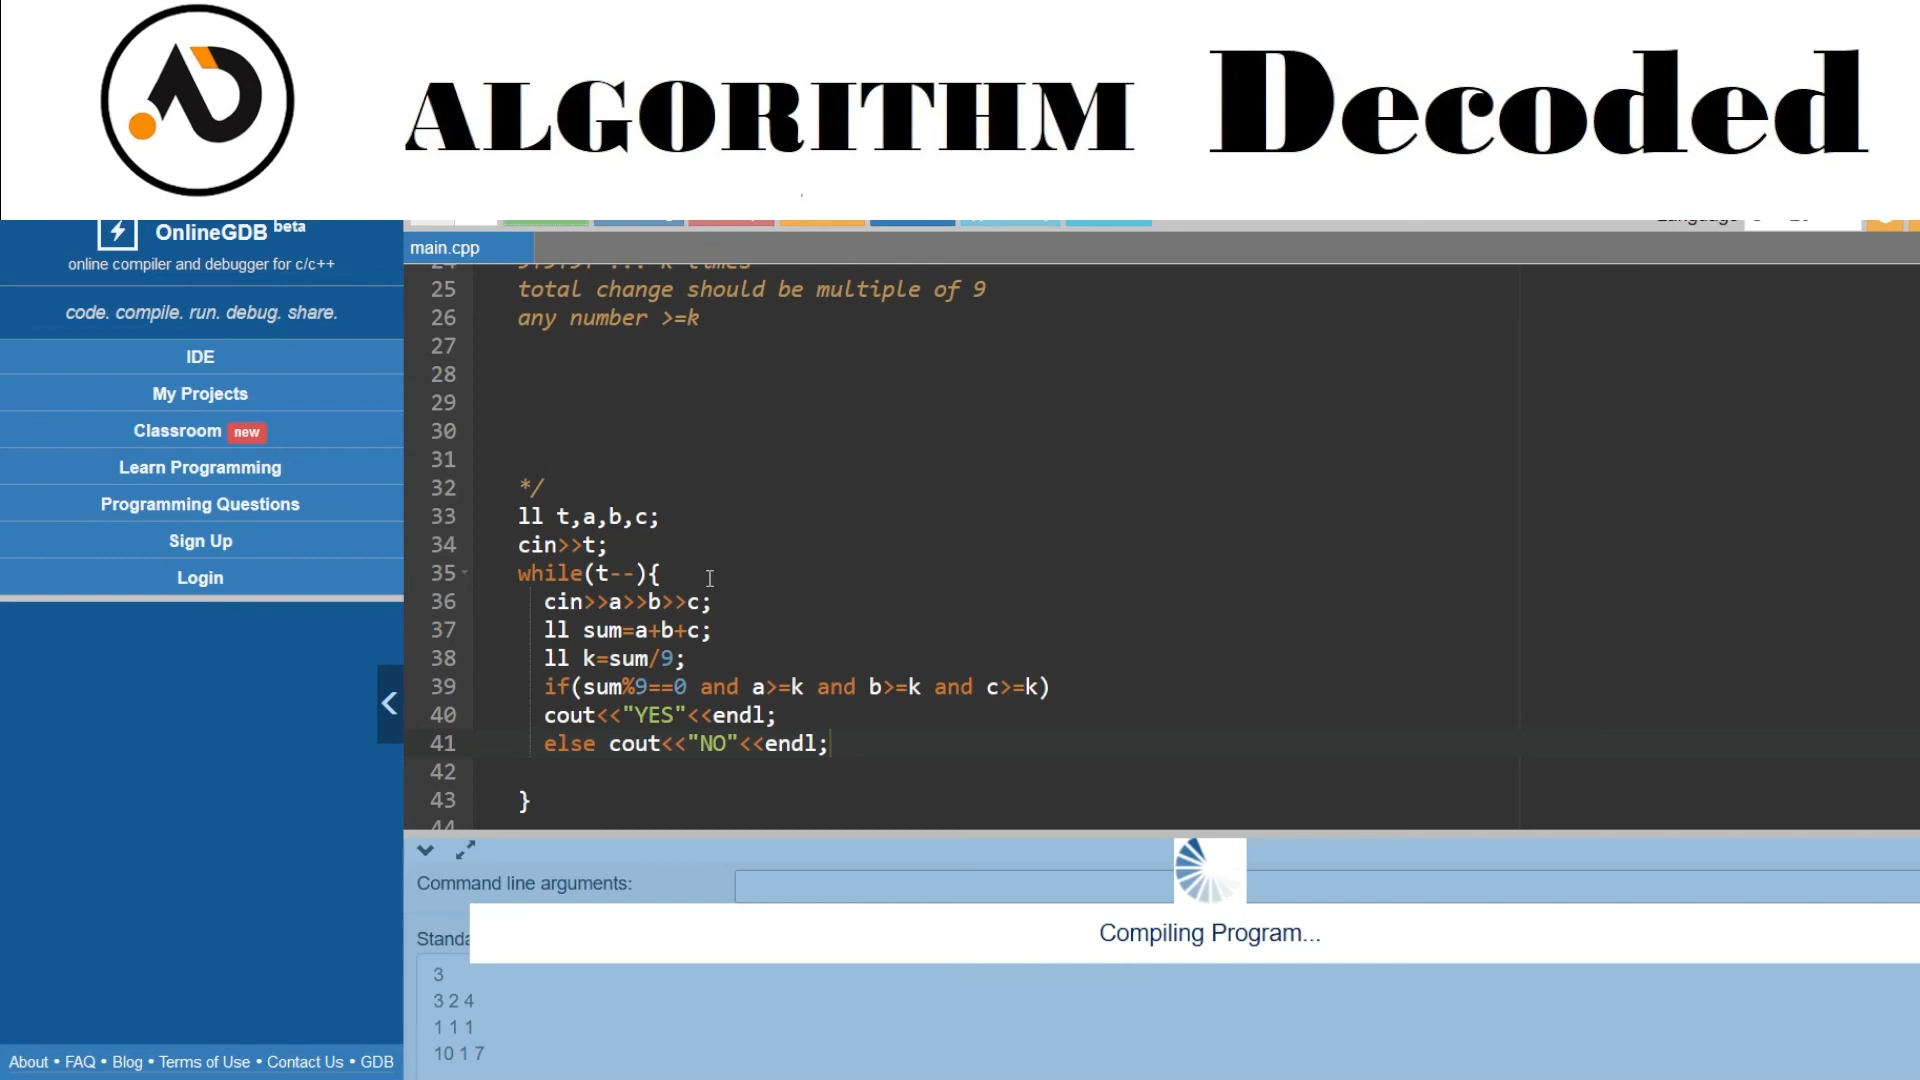 ALGORITHM Decoded
OnlineGDB beta
online compiler and debugger for c/c++
code. compile. run. debug. share.
IDE
My Projects
Classroom new
Learn Programming
Programming Questions
Sign Up
Login
About • FAQ • Blog • Terms of Use • Contact Us • GDB
main.cpp
25 total change should be multiple of 9
26 any number >=k
27
28
29
30
31
32 */
33 ll t,a,b,c;
34 cin>>t;
35 while(t--){
36 cin>>a>>b>>c;
37 ll sum=a+b+c;
38 ll k=sum/9;
39 if(sum%9==0 and a>=k and b>=k and c>=k)
40 cout<<"YES"<<endl;
41 else cout<<"NO"<<endl;
42
43 }
44
Command line arguments:
Compiling Program...
3
3 2 4
1 1 1
10 1 7